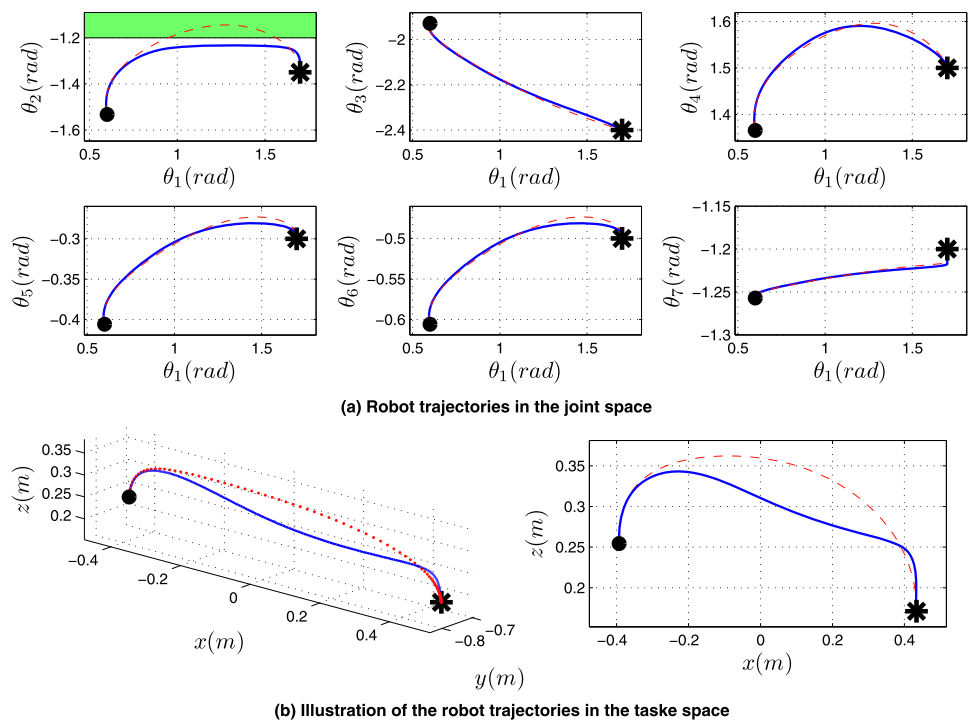 θ2(rad)
-1.2
-1.4
-1.6
0.5 1 1.5
θ1(rad)
θ3(rad)
-2
-2.2
-2.4
0.5 1 1.5
θ1(rad)
θ4(rad)
1.6
1.5
1.4
0.5 1 1.5
θ1(rad)
θ5(rad)
-0.3
-0.35
-0.4
0.5 1 1.5
θ1(rad)
θ6(rad)
-0.5
-0.55
-0.6
0.5 1 1.5
θ1(rad)
θ7(rad)
-1.15
-1.2
-1.25
-1.3
0.5 1 1.5
θ1(rad)
(a) Robot trajectories in the joint space
z(m)
0.35
0.3
0.25
0.2
-0.4
-0.2
0
0.2
0.4
x(m)
-0.7
-0.8
y(m)
z(m)
0.35
0.3
0.25
0.2
-0.4 -0.2 0 0.2 0.4
x(m)
(b) Illustration of the robot trajectories in the taske space